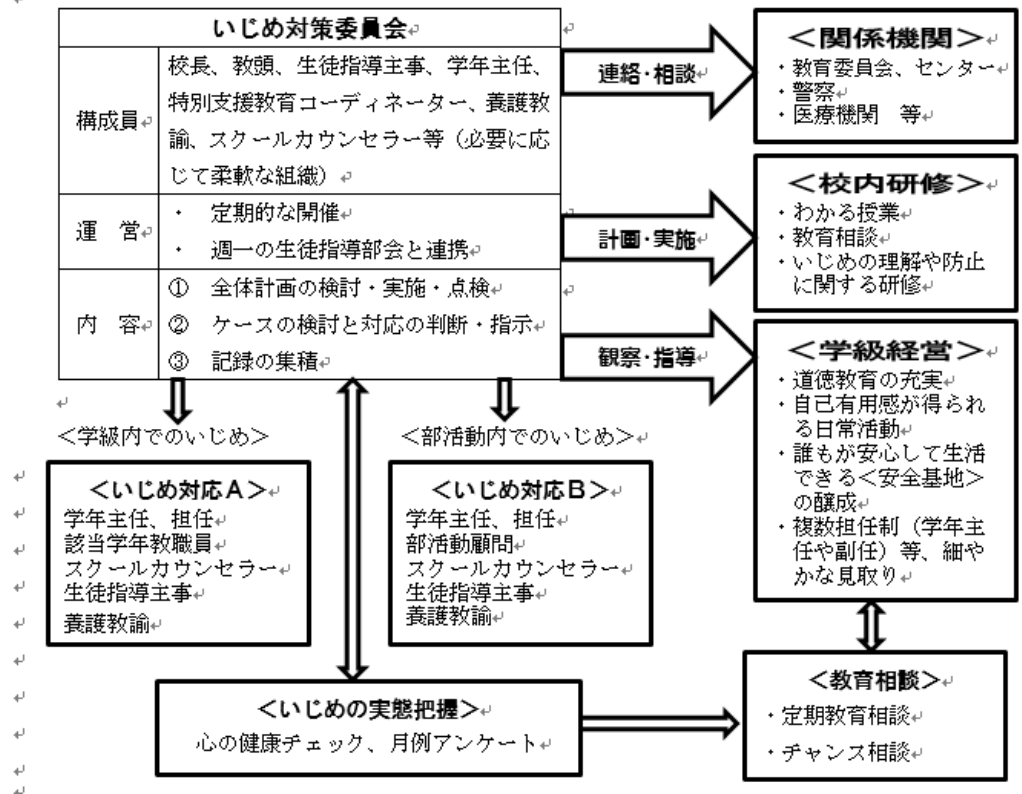 いじめ対策委員会
構成員
校長、教頭、生徒指導主事、学年主任、
特別支援教育コーディネーター、養護教
諭、スクールカウンセラー等（必要に応
じて柔軟な組織）
運　営
・　定期的な開催
・　週一の生徒指導部会と連携
内　容
①　全体計画の検討・実施・点検
②　ケースの検討と対応の判断・指示
③　記録の集積
連絡・相談
計画・実施
観察・指導
＜関係機関＞
・教育委員会、センター
・警察
・医療機関　等
＜校内研修＞
・わかる授業
・教育相談
・いじめの理解や防止
に関する研修
＜学級経営＞
・道徳教育の充実
・自己有用感が得られ
る日常活動
・誰もが安心して生活
できる＜安全基地＞
の醸成
・複数担任制（学年主
任や副任）等、細や
かな見取り
＜学級内でのいじめ＞
＜いじめ対応Ａ＞
学年主任、担任
該当学年教職員
スクールカウンセラー
生徒指導主事
養護教諭
＜部活動内でのいじめ＞
＜いじめ対応Ｂ＞
学年主任、担任
部活動顧問
スクールカウンセラー
生徒指導主事
養護教諭
＜いじめの実態把握＞
心の健康チェック、月例アンケート
＜教育相談＞
・定期教育相談
・チャンス相談